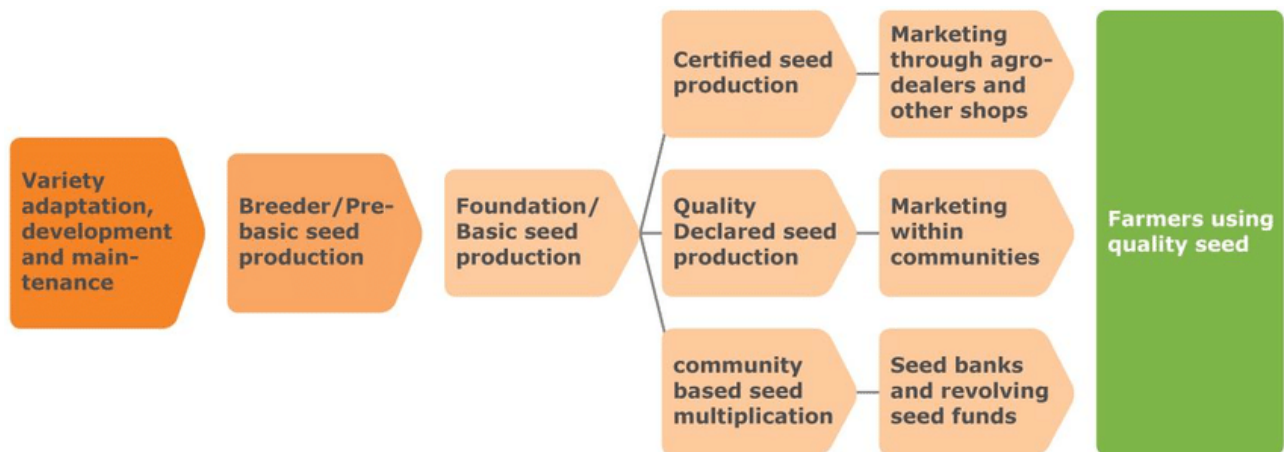 Variety
adaptation,
development
and main-
tenance
Breeder/Pre-
basic seed
production
Foundation/
Basic seed
production
Certified seed
production
Marketing
through agro-
dealers and
other shops
Quality
Declared seed
production
Marketing
within
communities
community
based seed
multiplication
Seed banks
and revolving
seed funds
Farmers using
quality seed